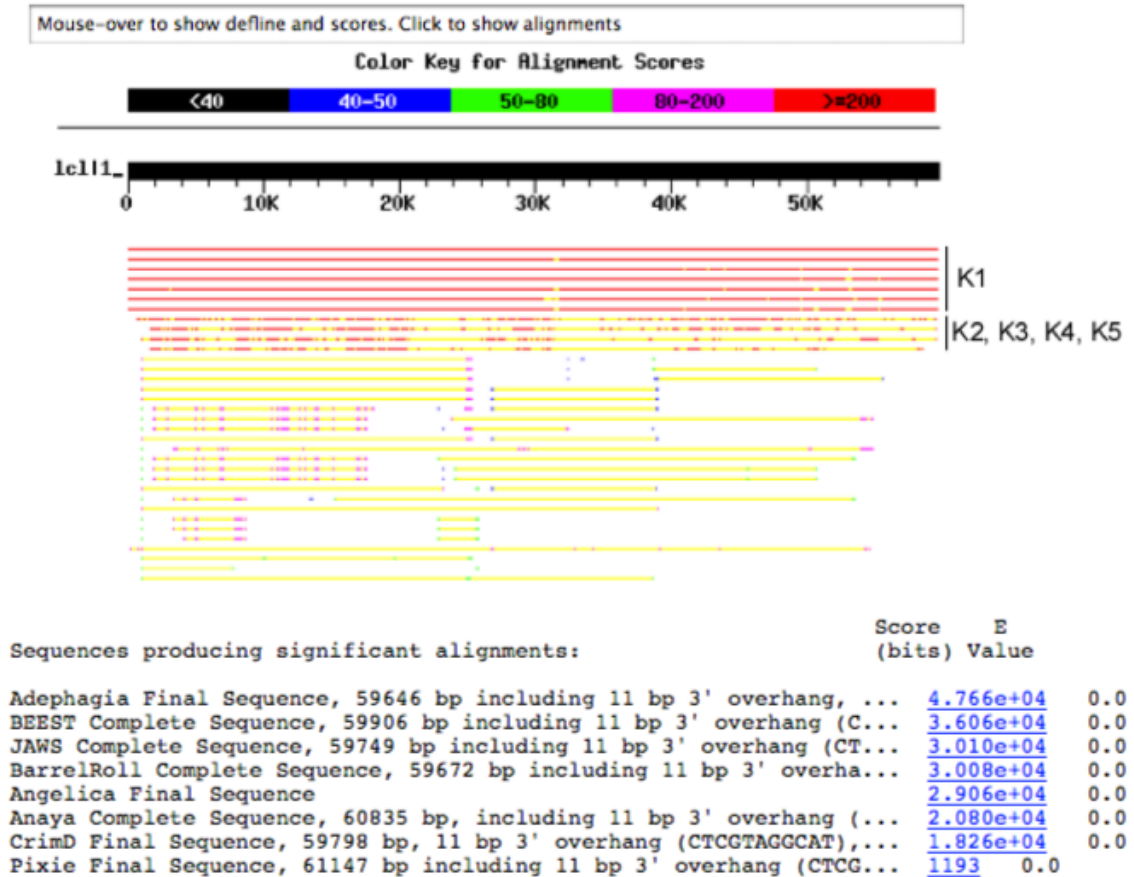 Mouse-over to show defline and scores. Click to show alignments
Color Key for Alignment Scores
<40 40-50 50-80 80-200 >=200
lcl|1_
0 10K 20K 30K 40K 50K
K1
K2, K3, K4, K5
Score E
Sequences producing significant alignments: (bits) Value
Adephagia Final Sequence, 59646 bp including 11 bp 3' overhang, ... 4.766e+04 0.0
BEEST Complete Sequence, 59906 bp including 11 bp 3' overhang (C... 3.606e+04 0.0
JAWS Complete Sequence, 59749 bp including 11 bp 3' overhang (CT... 3.010e+04 0.0
BarrelRoll Complete Sequence, 59672 bp including 11 bp 3' overha... 3.008e+04 0.0
Angelica Final Sequence 2.906e+04 0.0
Anaya Complete Sequence, 60835 bp, including 11 bp 3' overhang (... 2.080e+04 0.0
CrimD Final Sequence, 59798 bp, 11 bp 3' overhang (CTCGTAGGCAT),... 1.826e+04 0.0
Pixie Final Sequence, 61147 bp including 11 bp 3' overhang (CTCG... 1193 0.0